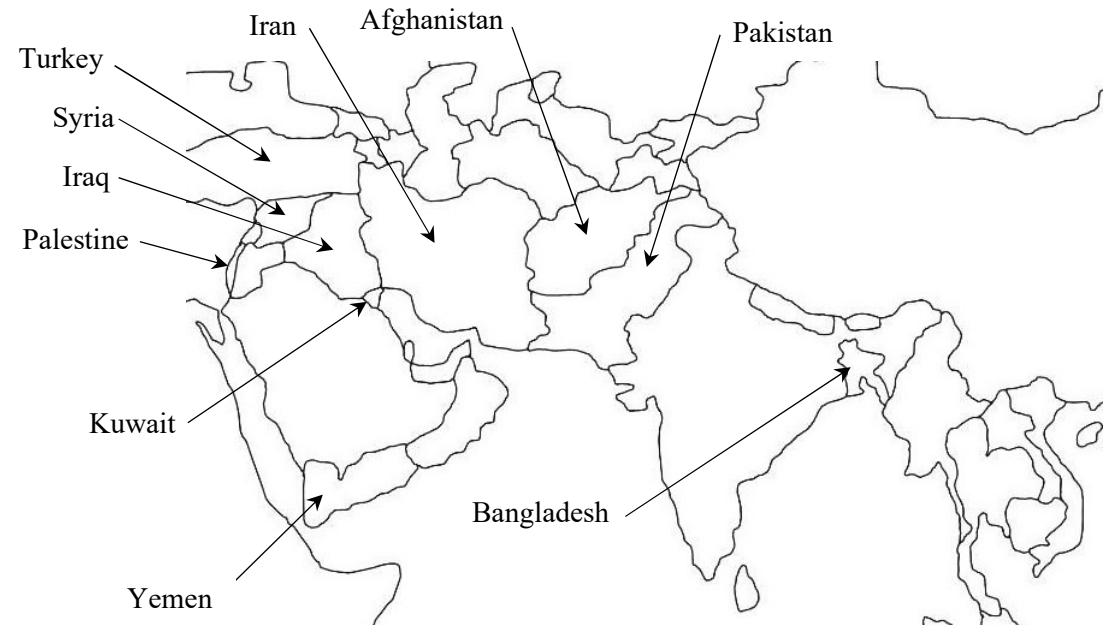 Iran
Afghanistan
Pakistan
Turkey
Syria
Iraq
Palestine
Kuwait
Bangladesh
Yemen